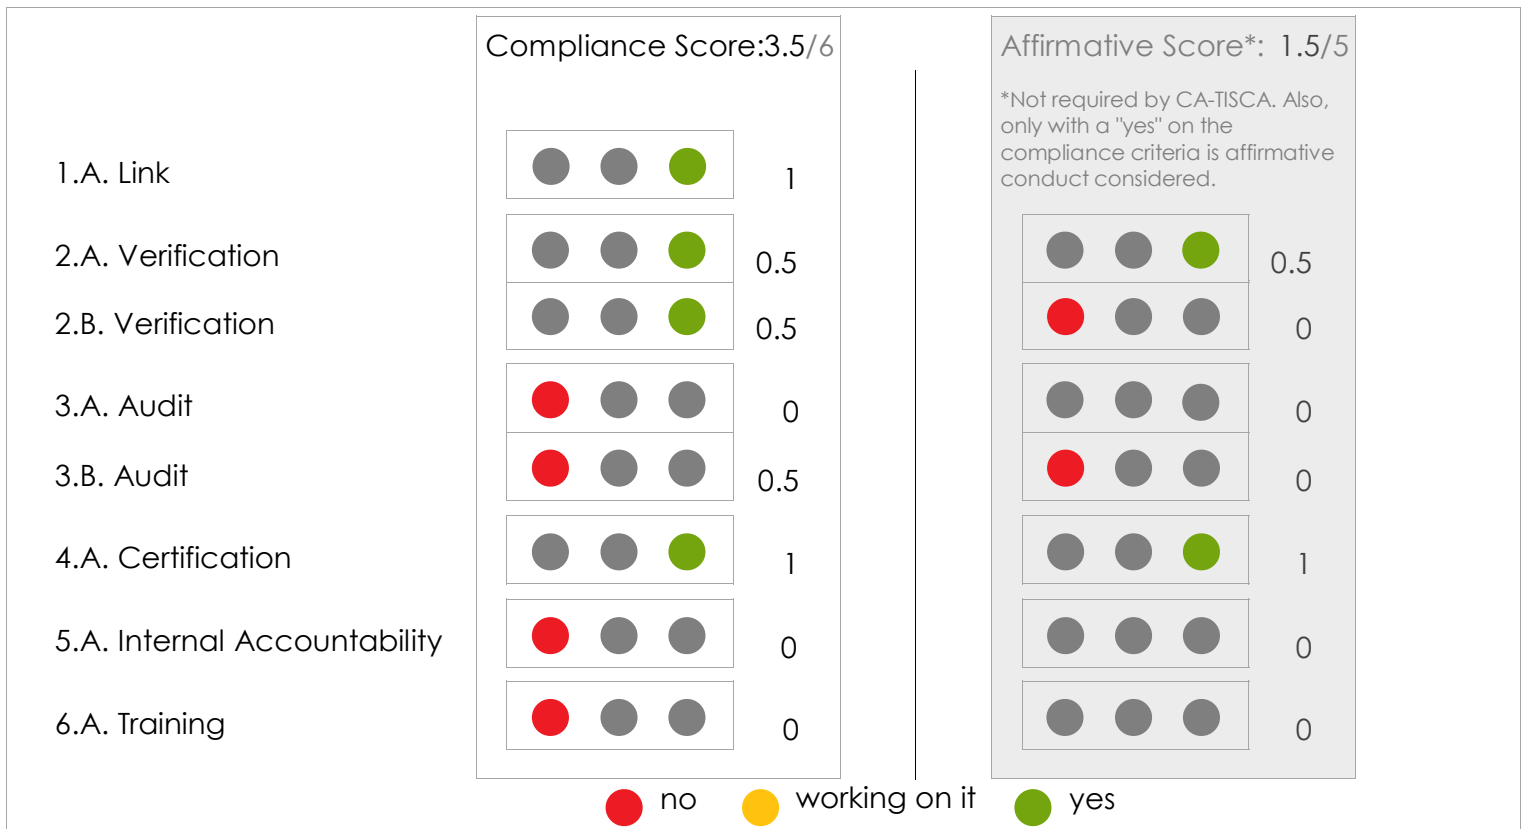 Compliance Score:3.5/6
Affirmative Score*: 1.5/5
*Not required by CA-TISCA. Also,
only with a "yes" on the
compliance criteria is affirmative
conduct considered.
1.A. Link 1
2.A. Verification 0.5 0.5
2.B. Verification 0.5 0
3.A. Audit 0 0
3.B. Audit 0.5 0
4.A. Certification 1 1
5.A. Internal Accountability 0 0
6.A. Training 0 0
no working on it yes